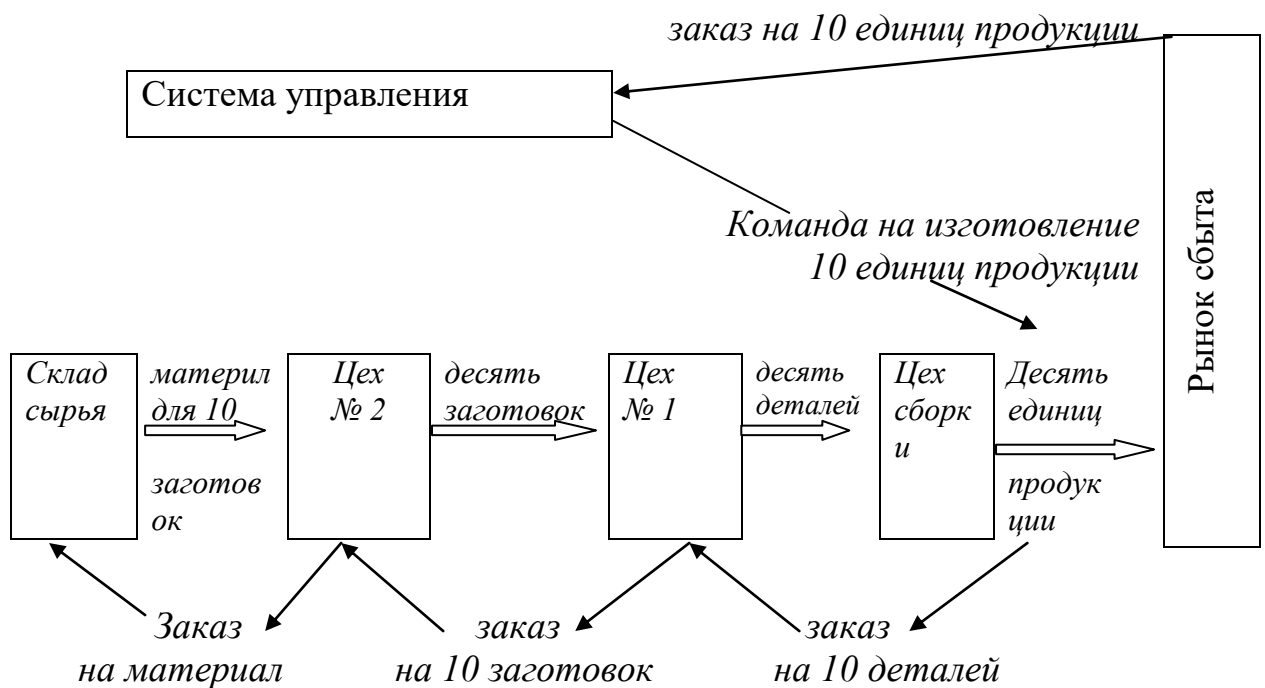 заказ на 10 единиц продукции
Система управления
Рынок сбыта
Команда на изготовление
10 единиц продукции
Склад
сырья
материл
для 10
заготов
ок
Цех
№ 2
десять
заготовок
Цех
№ 1
десять
деталей
Цех
сборк
и
Десять
единиц
продук
ции
Заказ
на материал
заказ
на 10 заготовок
заказ
на 10 деталей